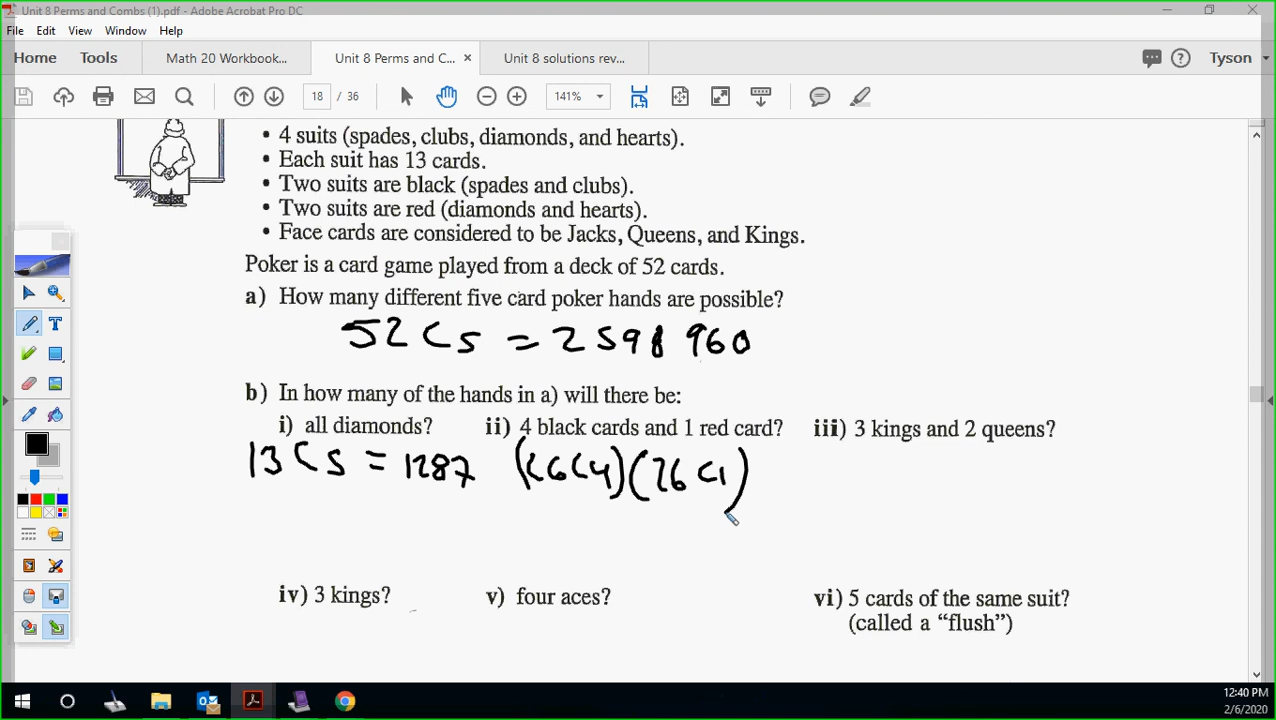 Unit 8 Perms and Combs (1).pdf - Adobe Acrobat Pro DC
File Edit View Window Help
Home Tools Math 20 Workbook... Unit 8 Perms and C... × Unit 8 solutions rev... Tyson
18 / 36 141%
• 4 suits (spades, clubs, diamonds, and hearts).
• Each suit has 13 cards.
• Two suits are black (spades and clubs).
• Two suits are red (diamonds and hearts).
• Face cards are considered to be Jacks, Queens, and Kings.
Poker is a card game played from a deck of 52 cards.
a) How many different five card poker hands are possible?
52C5 = 2 598 960
b) In how many of the hands in a) will there be:
i) all diamonds? ii) 4 black cards and 1 red card? iii) 3 kings and 2 queens?
13C5 = 1287 (26C4)(26C1)
iv) 3 kings? v) four aces? vi) 5 cards of the same suit?
(called a “flush”)
12:40 PM
2/6/2020